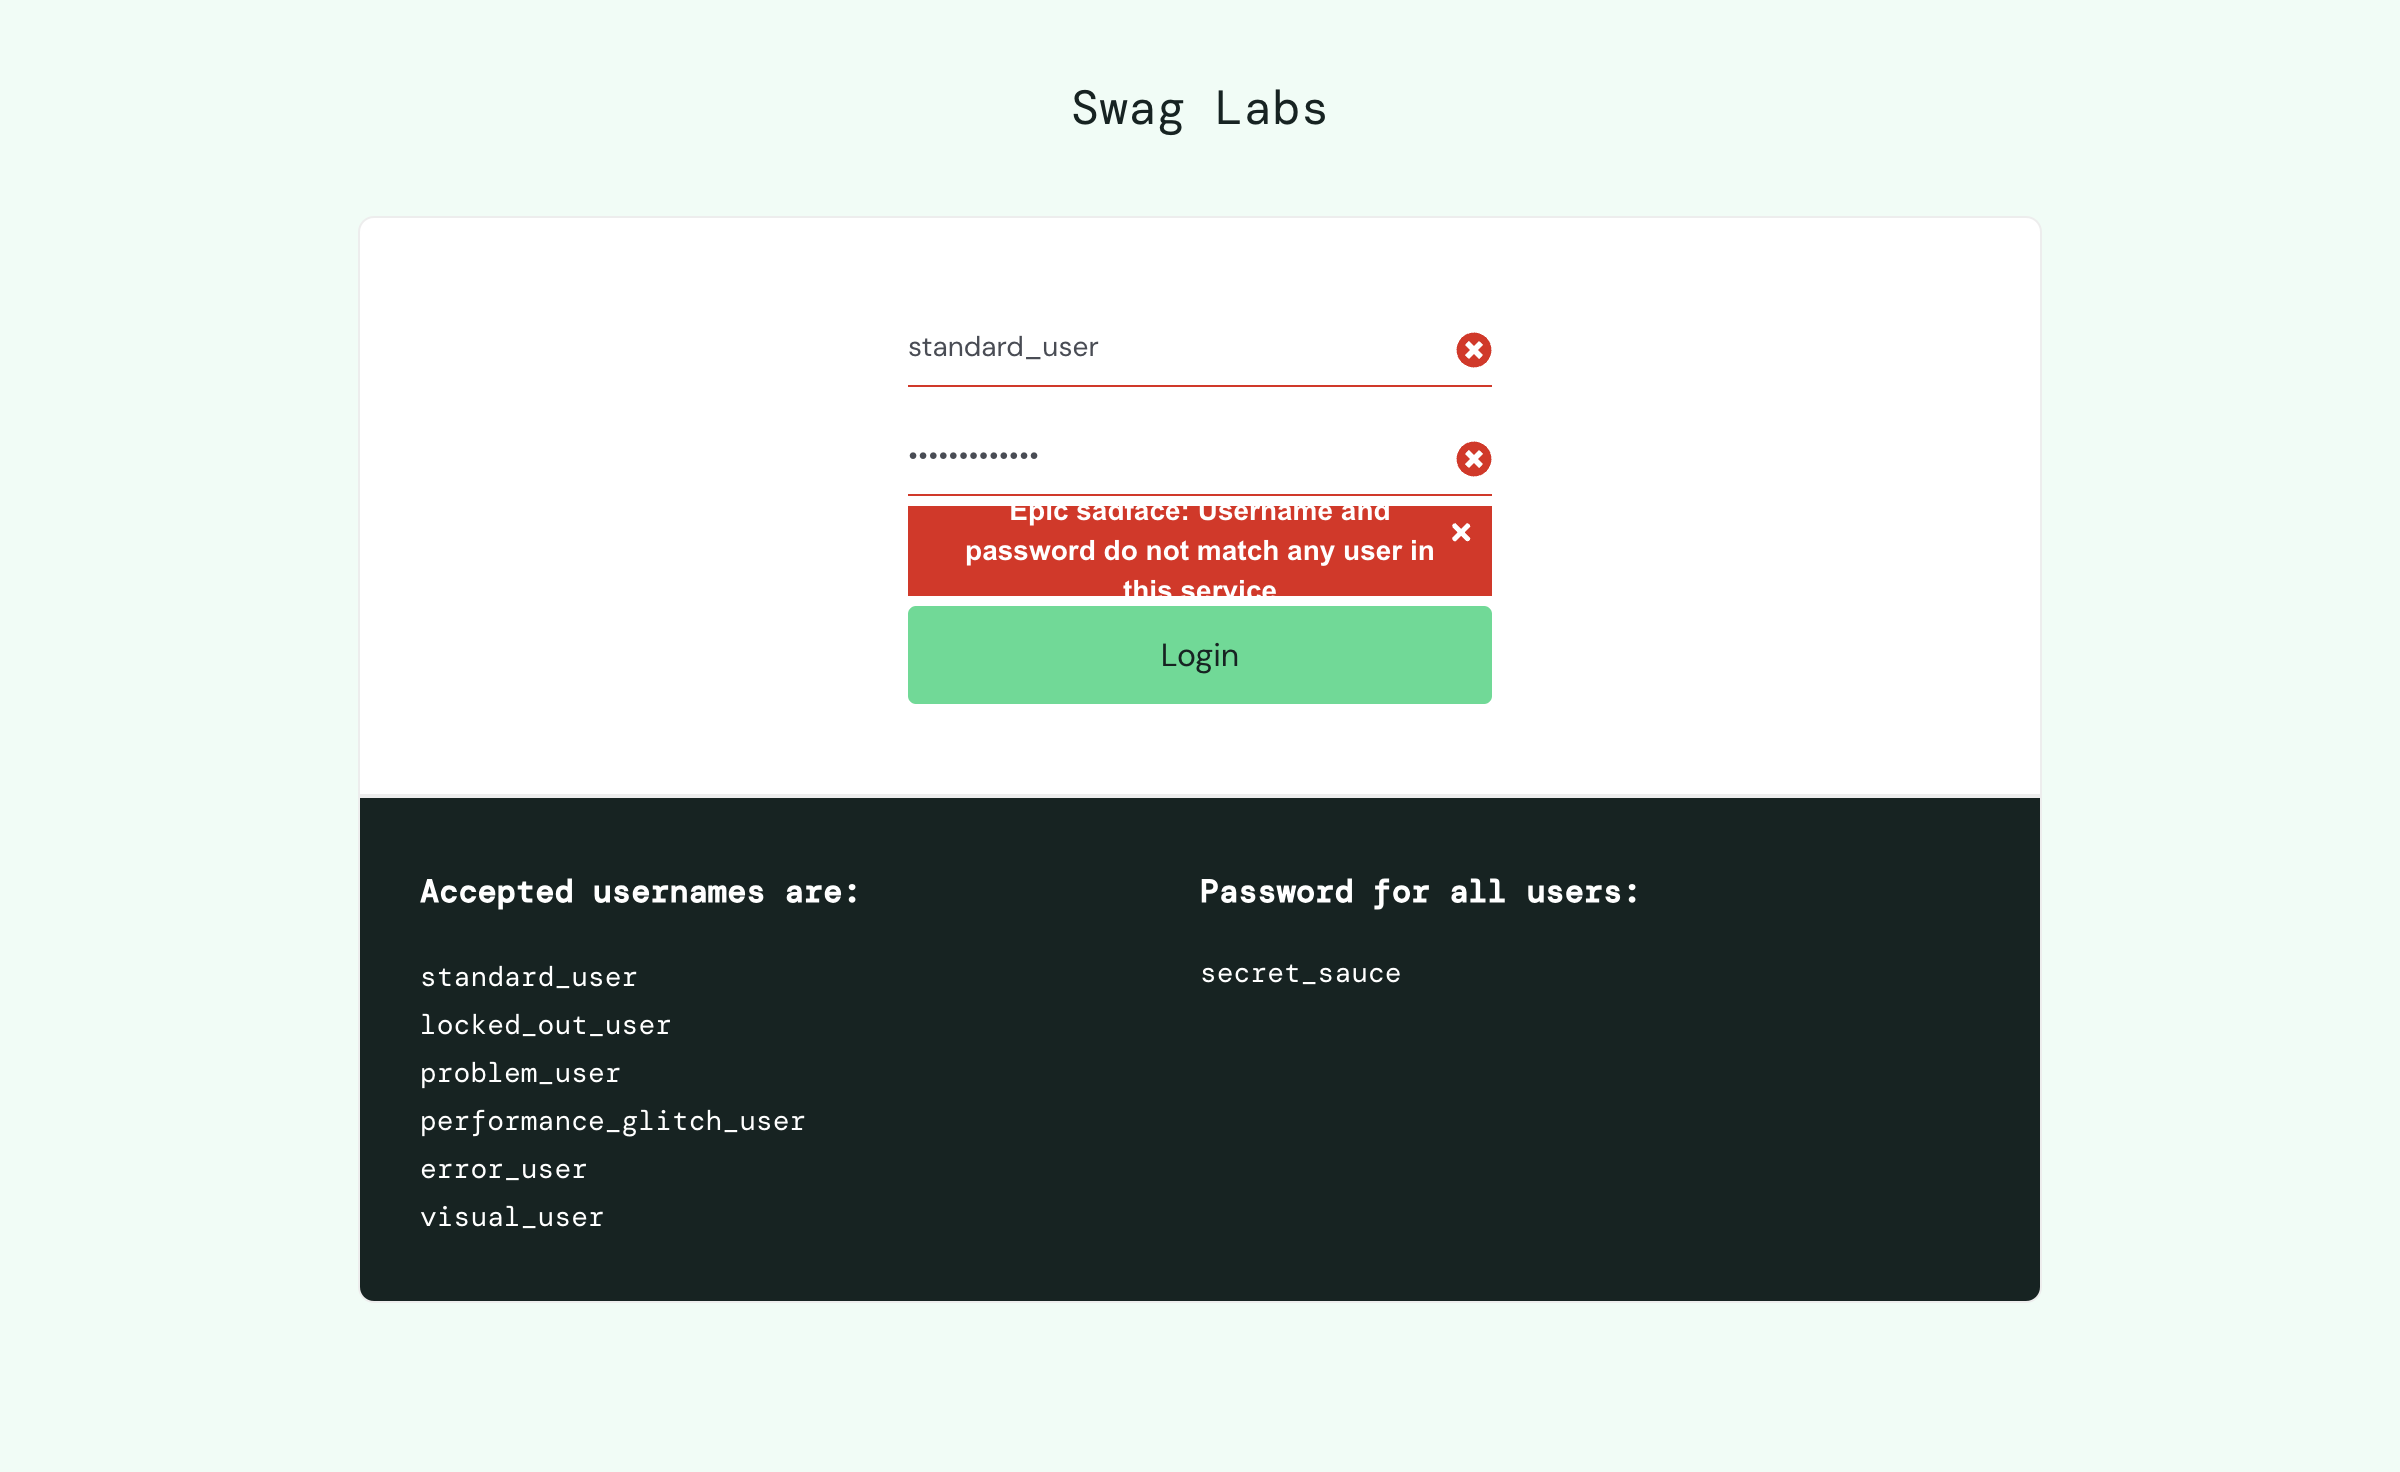 Swag Labs
standard_user
•••••••••••••
Epic sadface: Username and
password do not match any user in
this service
Login
Accepted usernames are:
standard_user
locked_out_user
problem_user
performance_glitch_user
error_user
visual_user
Password for all users:
secret_sauce